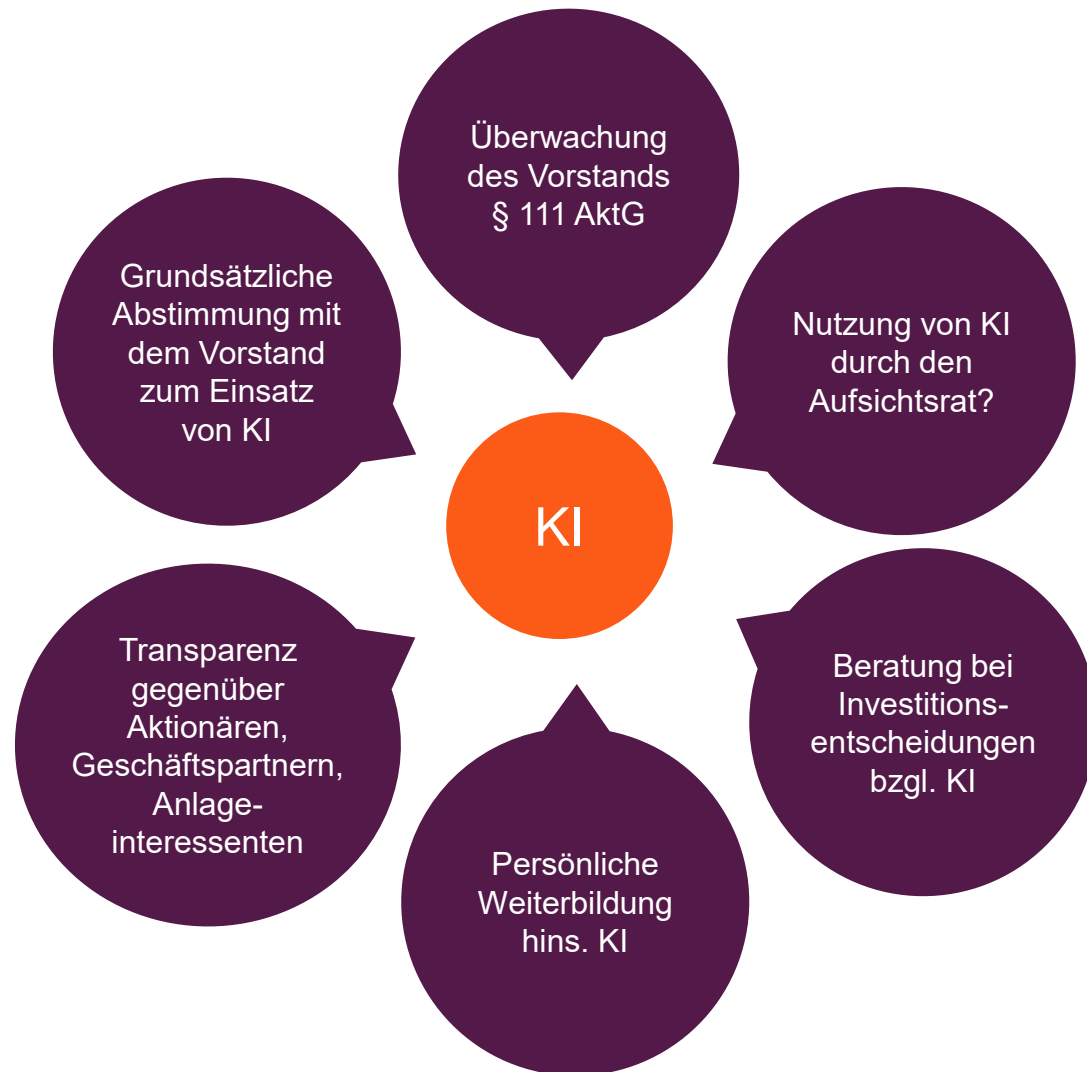 Überwachung
des Vorstands
§ 111 AktG
Nutzung von KI
durch den
Aufsichtsrat?
Beratung bei
Investitions-
entscheidungen
bzgl. KI
Persönliche
Weiterbildung
hins. KI
Transparenz
gegenüber
Aktionären,
Geschäftspartnern,
Anlage-
interessenten
Grundsätzliche
Abstimmung mit
dem Vorstand
zum Einsatz
von KI
KI